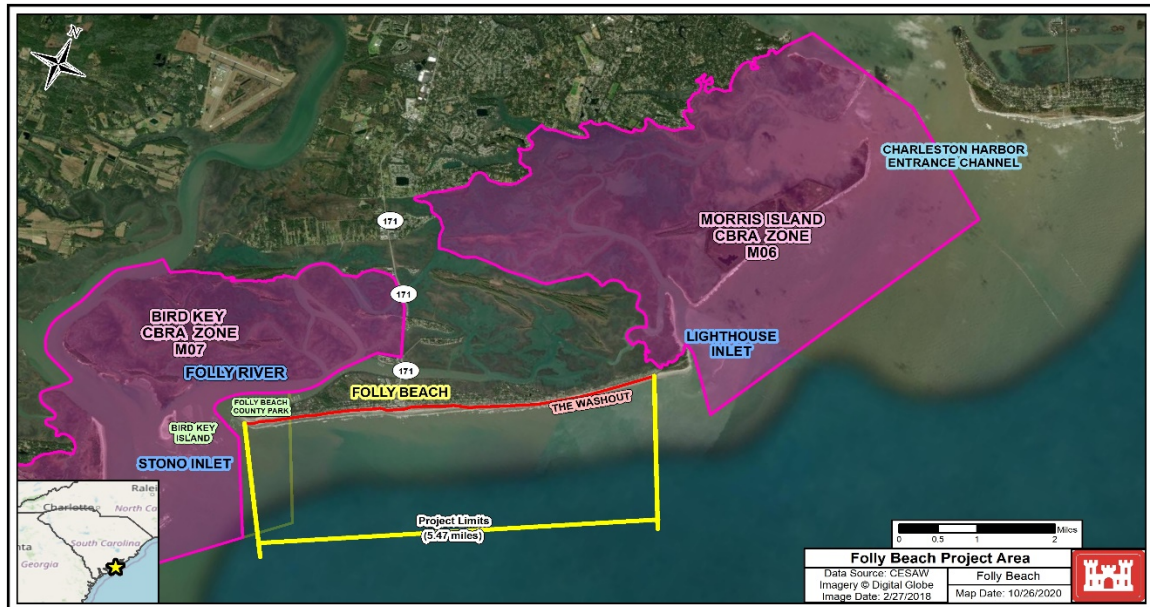 CHARLESTON HARBOR
ENTRANCE CHANNEL
171
MORRIS ISLAND
CBRA ZONE
M06
171
BIRD KEY
CBRA ZONE
M07
LIGHTHOUSE
INLET
FOLLY RIVER
171
FOLLY BEACH
FOLLY BEACH
COUNTY PARK
THE WASHOUT
BIRD KEY
ISLAND
STONO INLET
Project Limits
(5.47 miles)
Ralei
Charlotte
North Co
nta
South Carolina
Georgia
Miles
0 0.5 1 2
Folly Beach Project Area
Data Source: CESAW
Imagery © Digital Globe
Image Date: 2/27/2018
Folly Beach
Map Date: 10/26/2020